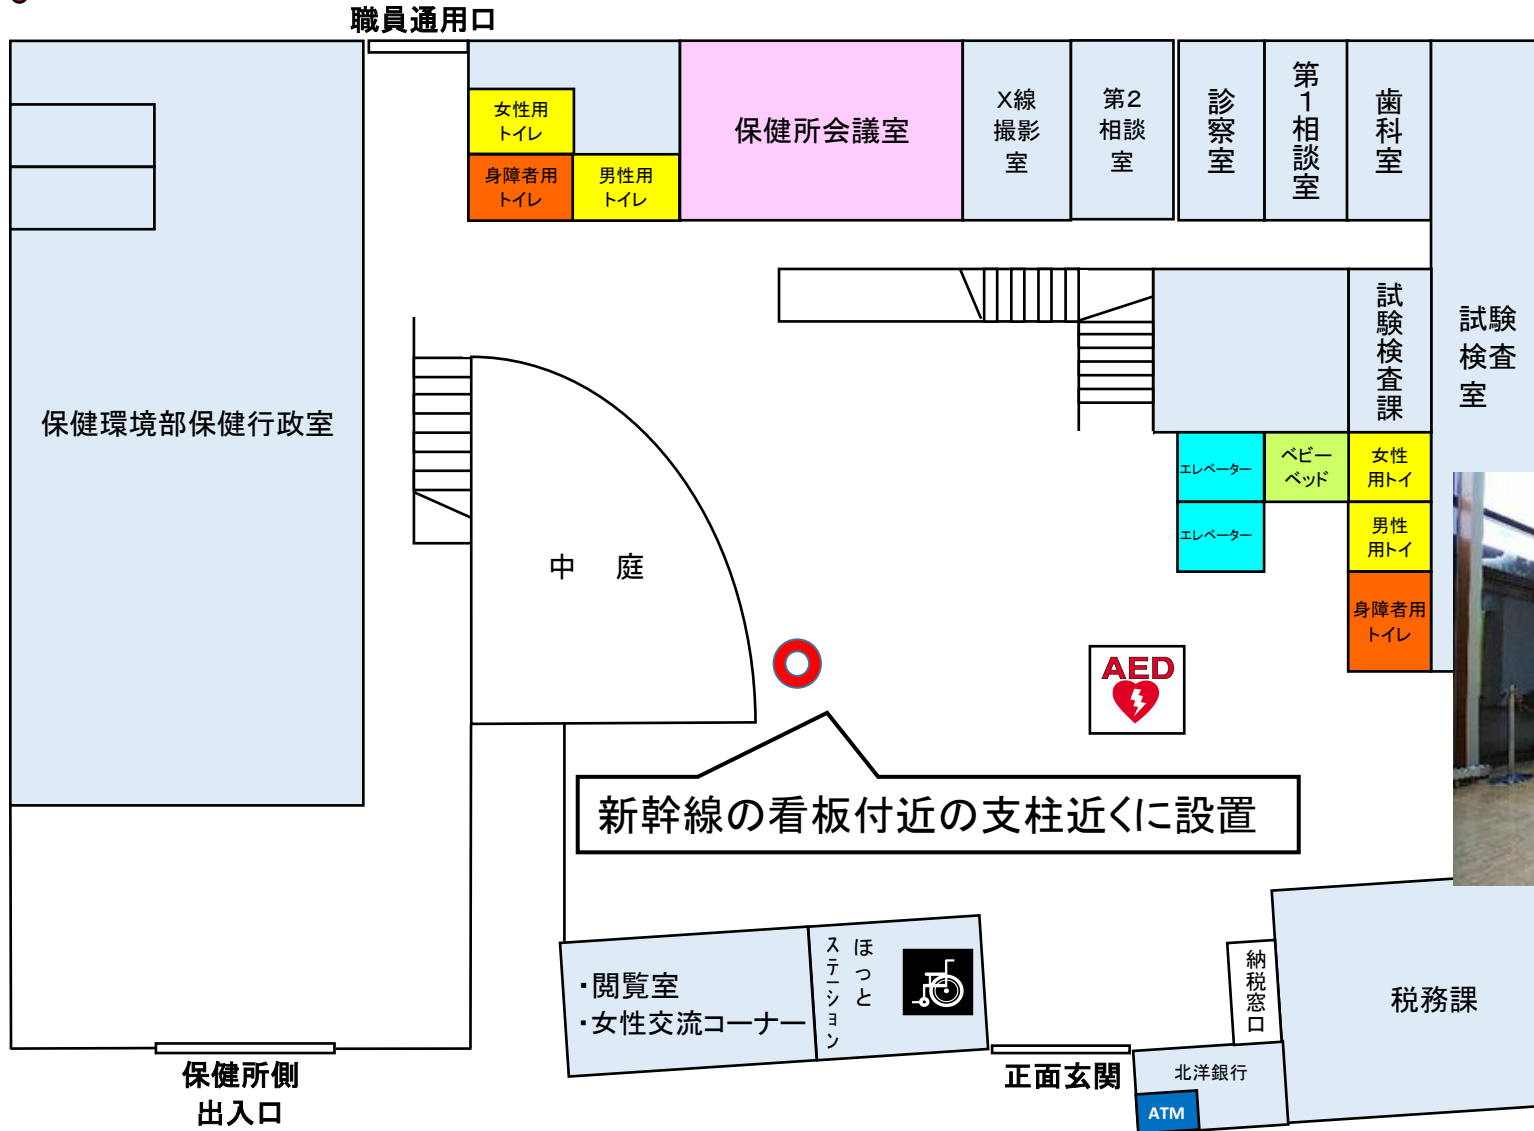 職員通用口
女性用
トイレ
身障者用
トイレ
男性用
トイレ
保健所会議室
X線
撮影
室
第2
相談
室
診察室
第1相談室
歯科室
試験検査課
試験
検査
室
保健環境部保健行政室
エレベーター
ベビー
ベッド
女性
用トイ
エレベーター
男性
用トイ
身障者用
トイレ
中 庭
AED
新幹線の看板付近の支柱近くに設置
・閲覧室
・女性交流コーナー
ほっと
ステーション
納税窓口
税務課
保健所側
出入口
正面玄関
北洋銀行
ATM